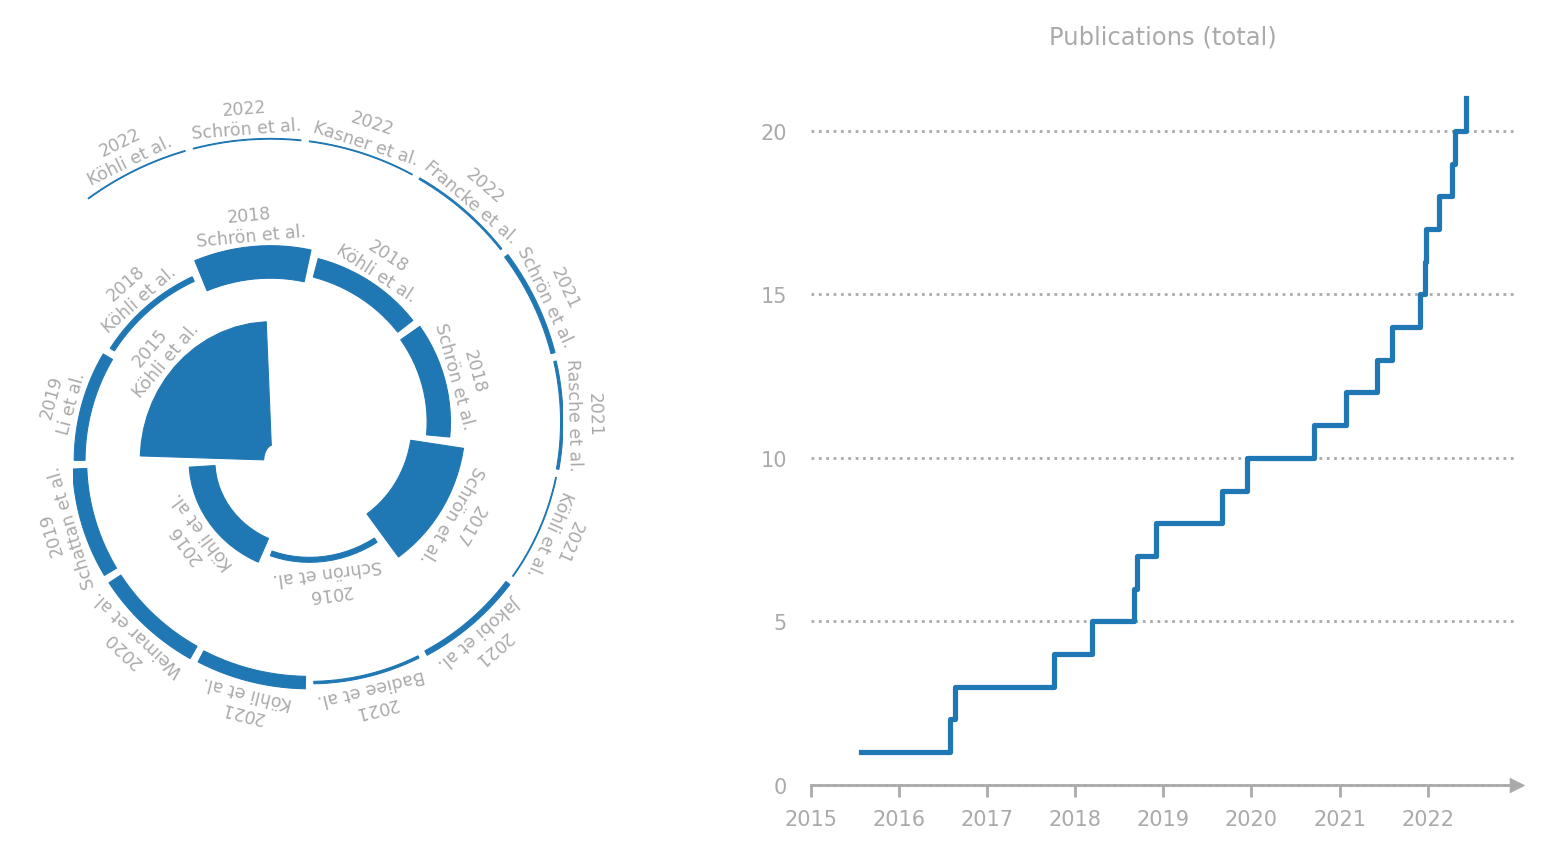 2015
Köhli et al.
2016
Köhli et al.
2016
Schrön et al.
2017
Schrön et al.
2018
Schrön et al.
2018
Köhli et al.
2018
Schrön et al.
2018
Köhli et al.
2019
Li et al.
2019
Schattan et al.
2020
Weimar et al.
2021
Köhli et al.
2021
Badiee et al.
2021
Jakobi et al.
2021
Köhli et al.
2021
Rasche et al.
2021
Schrön et al.
2022
Francke et al.
2022
Kasner et al.
2022
Schrön et al.
2022
Köhli et al.
Publications (total)
20
15
10
5
0
2015 2016 2017 2018 2019 2020 2021 2022